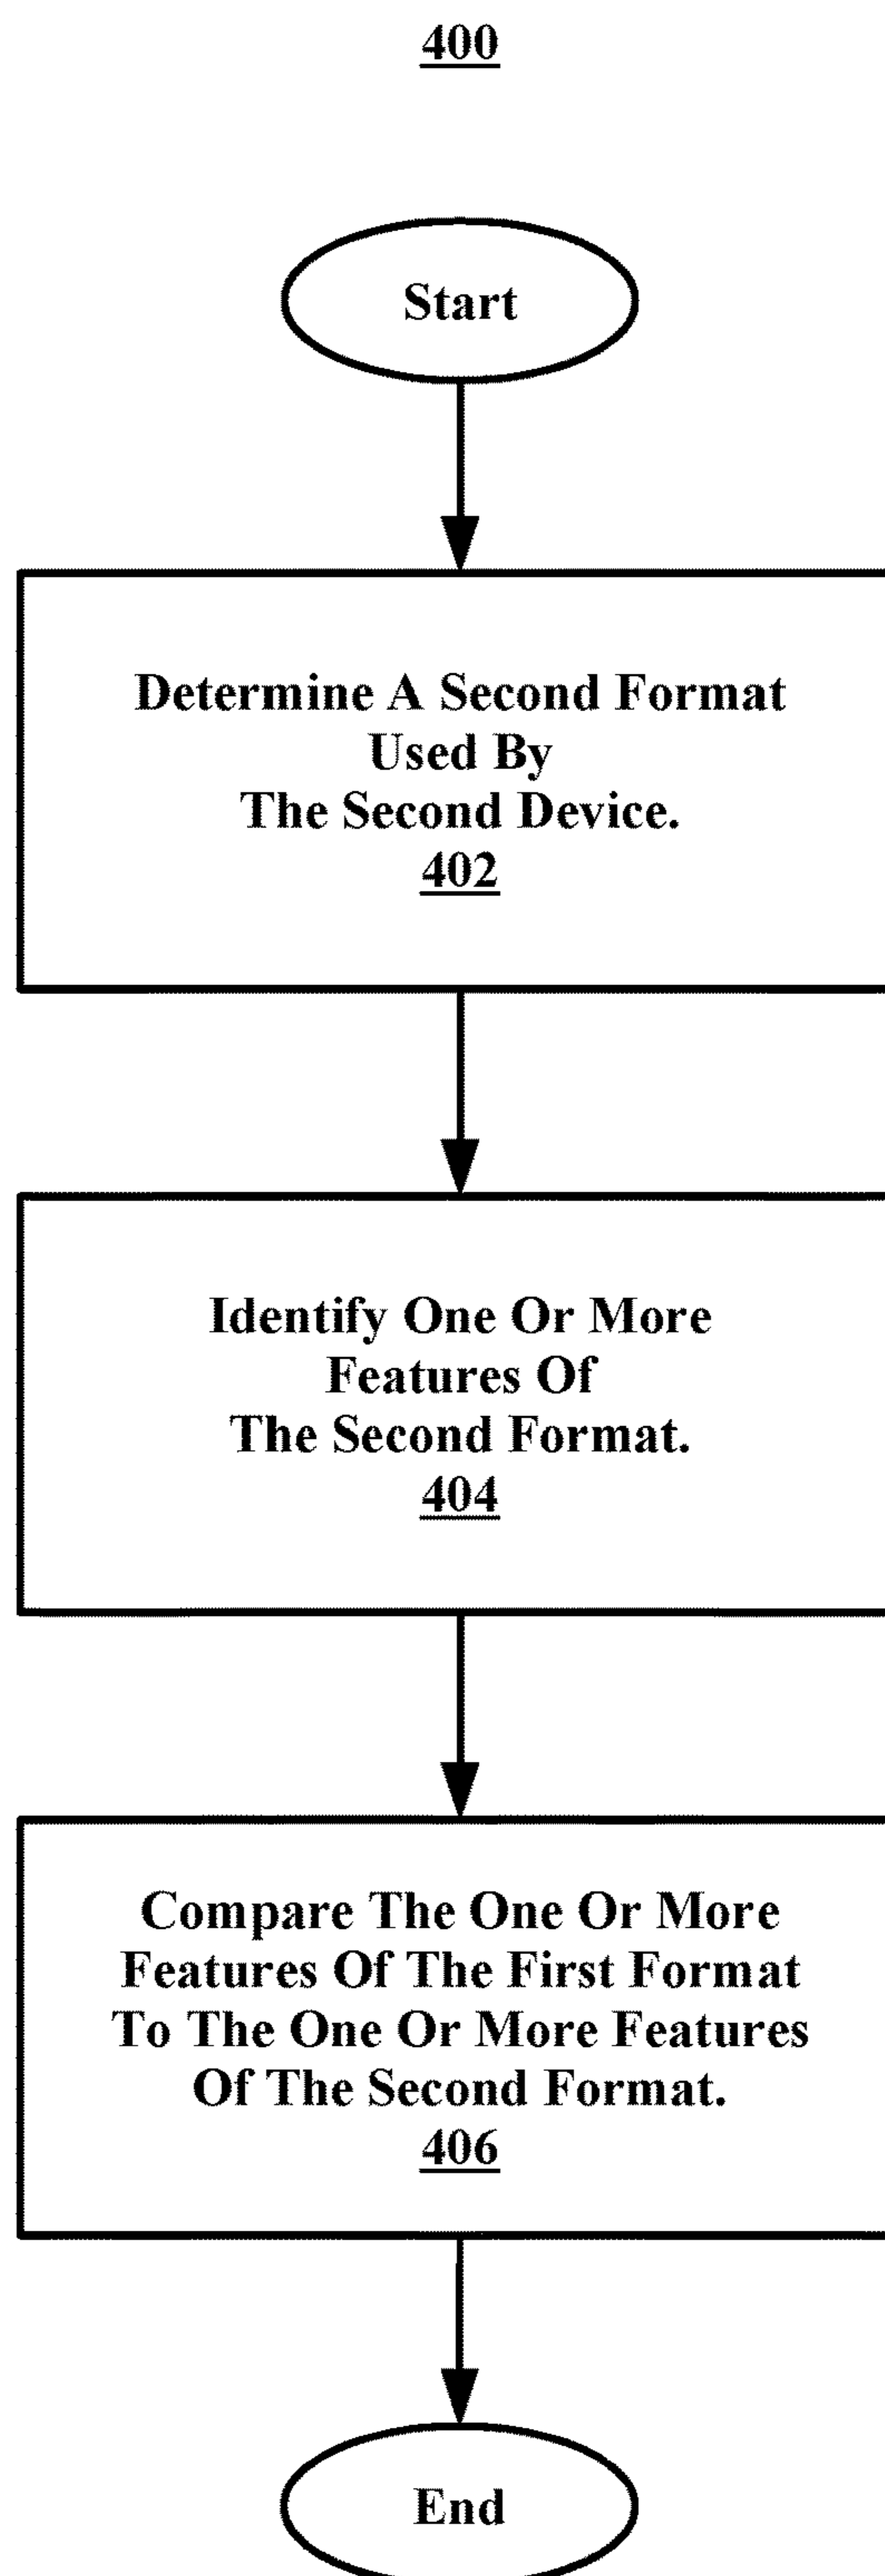 400
Start
Determine A Second Format
Used By
The Second Device.
402
Identify One Or More
Features Of
The Second Format.
404
Compare The One Or More
Features Of The First Format
To The One Or More Features
Of The Second Format.
406
End